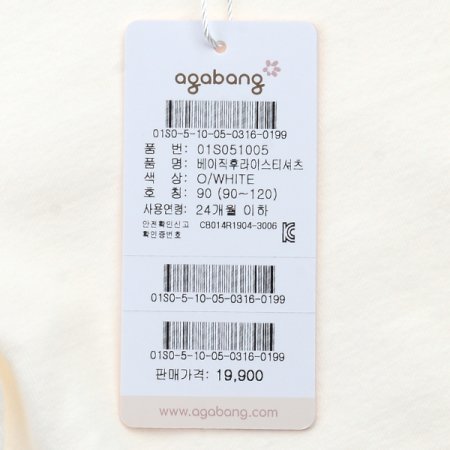 agabang
01S0-5-10-05-0316-0199
품 번: 01S051005
품 명: 베이직후라이스티셔츠
색 상: O/WHITE
호 칭: 90 (90~120)
사용연령: 24개월 이하
안전확인신고 CB014R1904-3006
확인증번호
01S0-5-10-05-0316-0199
01S0-5-10-05-0316-0199
판매가격: 19,900
www.agabang.com